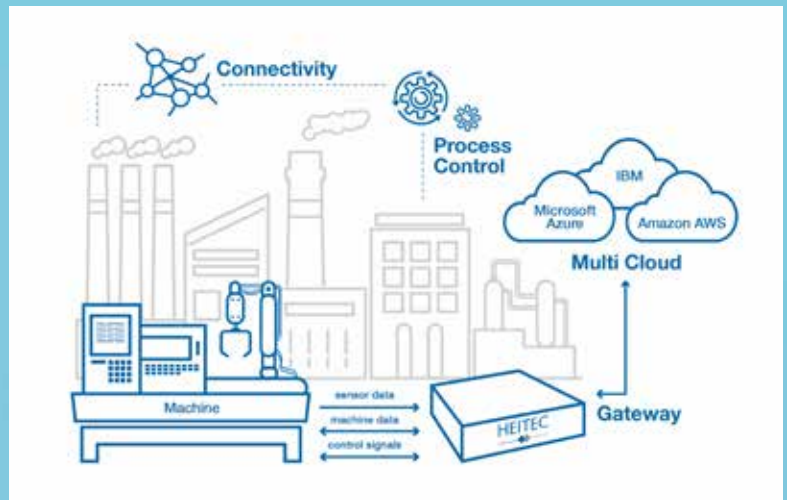 Connectivity
Process
Control
IBM
Microsoft
Azure
Amazon AWS
Multi Cloud
sensor data
Machine
machine data
control signals
Gateway
HEITEC